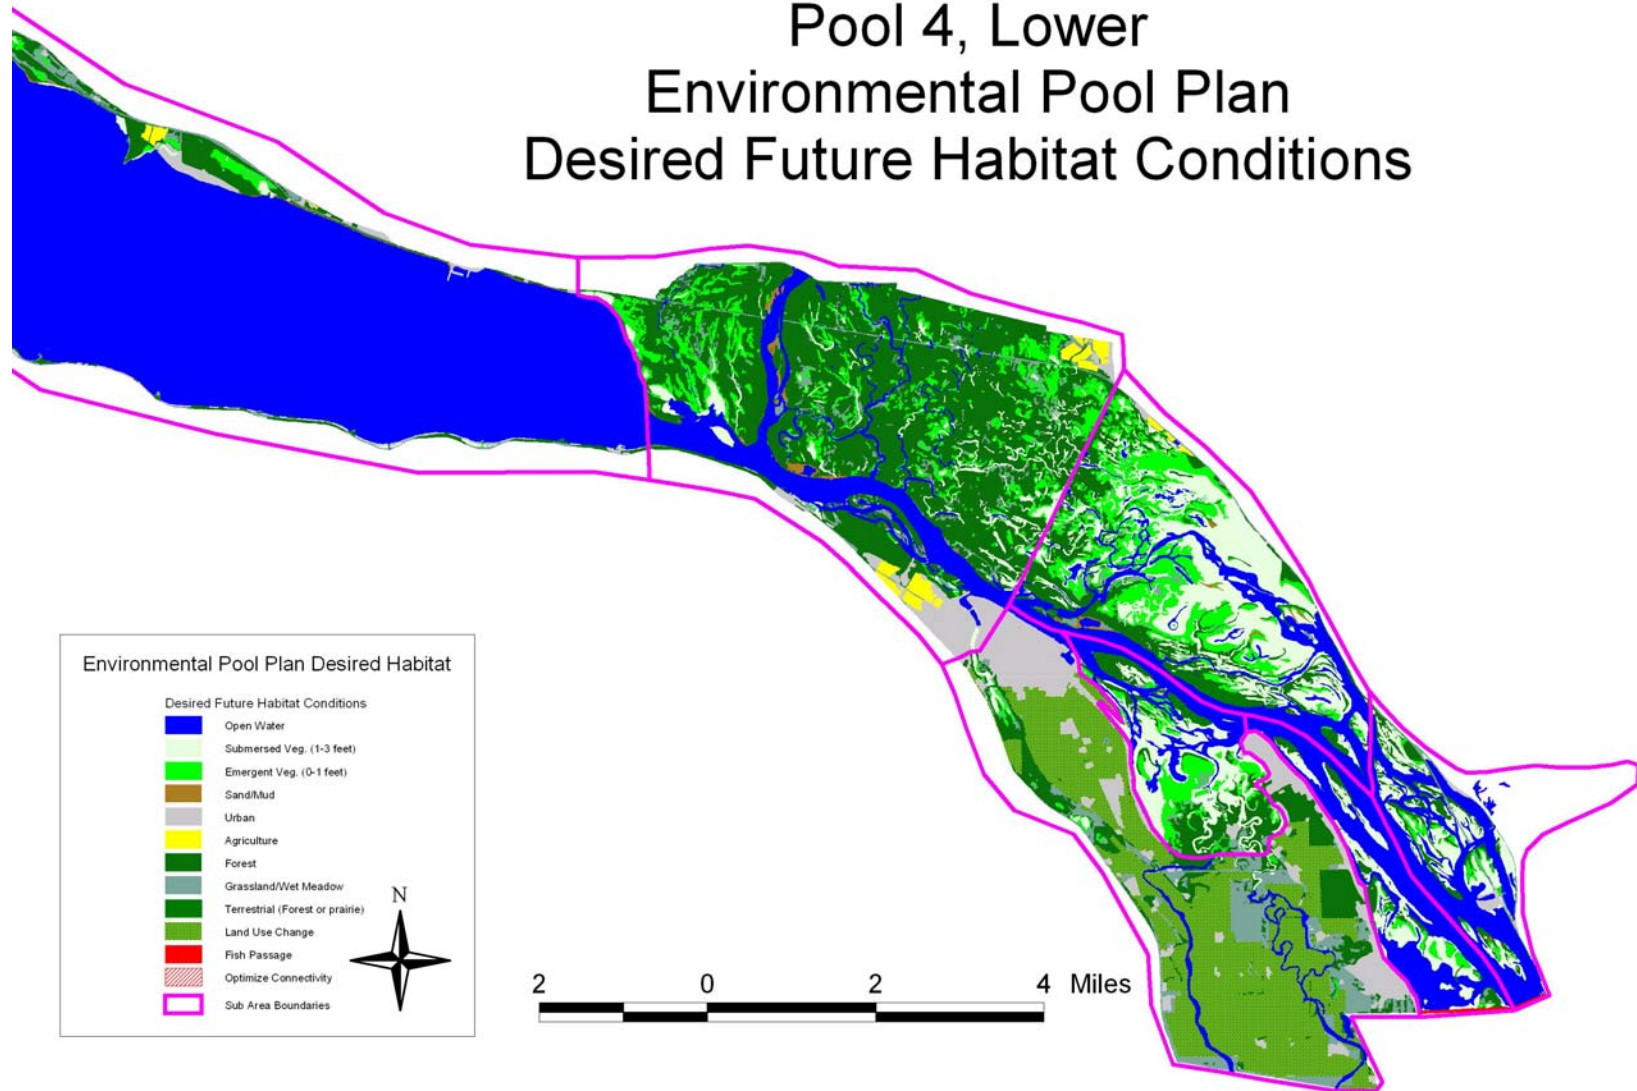 Pool 4, Lower
Environmental Pool Plan
Desired Future Habitat Conditions
Environmental Pool Plan Desired Habitat
Desired Future Habitat Conditions
Open Water
Submersed Veg. (1-3 feet)
Emergent Veg. (0-1 feet)
Sand/Mud
Urban
Agriculture
Forest
Grassland/Wet Meadow
Terrestrial (Forest or prairie)
Land Use Change
Fish Passage
Optimize Connectivity
Sub Area Boundaries
N
2 0 2 4 Miles